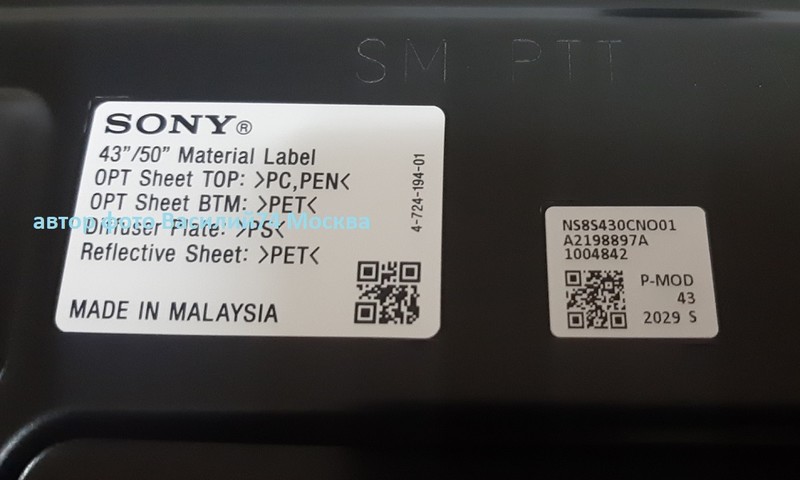 SM PTT
SONY®
43"/50" Material Label
OPT Sheet TOP: >PC,PEN<
OPT Sheet BTM: >PET<
автор фото Василий74 Москва
Diffuser Plate: >PS<
Reflective Sheet: >PET<
MADE IN MALAYSIA
4-724-194-01
NS8S430CNO01
A2198897A
1004842
P-MOD
43
2029 S